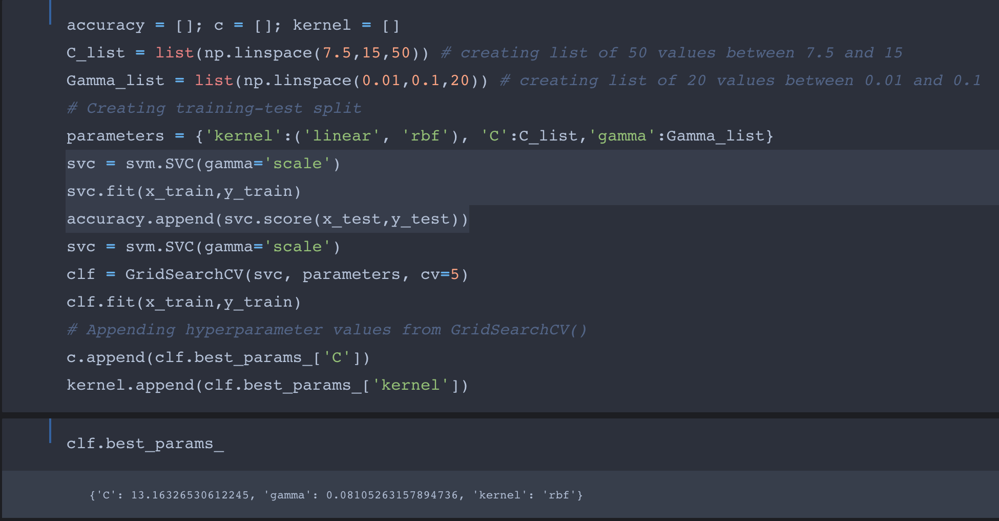 accuracy = []; c = []; kernel = []
C_list = list(np.linspace(7.5,15,50)) # creating list of 50 values between 7.5 and 15
Gamma_list = list(np.linspace(0.01,0.1,20)) # creating list of 20 values between 0.01 and 0.1
# Creating training-test split
parameters = {'kernel':('linear', 'rbf'), 'C':C_list,'gamma':Gamma_list}
svc = svm.SVC(gamma='scale')
svc.fit(x_train,y_train)
accuracy.append(svc.score(x_test,y_test))
svc = svm.SVC(gamma='scale')
clf = GridSearchCV(svc, parameters, cv=5)
clf.fit(x_train,y_train)
# Appending hyperparameter values from GridSearchCV()
c.append(clf.best_params_['C'])
kernel.append(clf.best_params_['kernel'])
clf.best_params_
{'C': 13.16326530612245, 'gamma': 0.08105263157894736, 'kernel': 'rbf'}